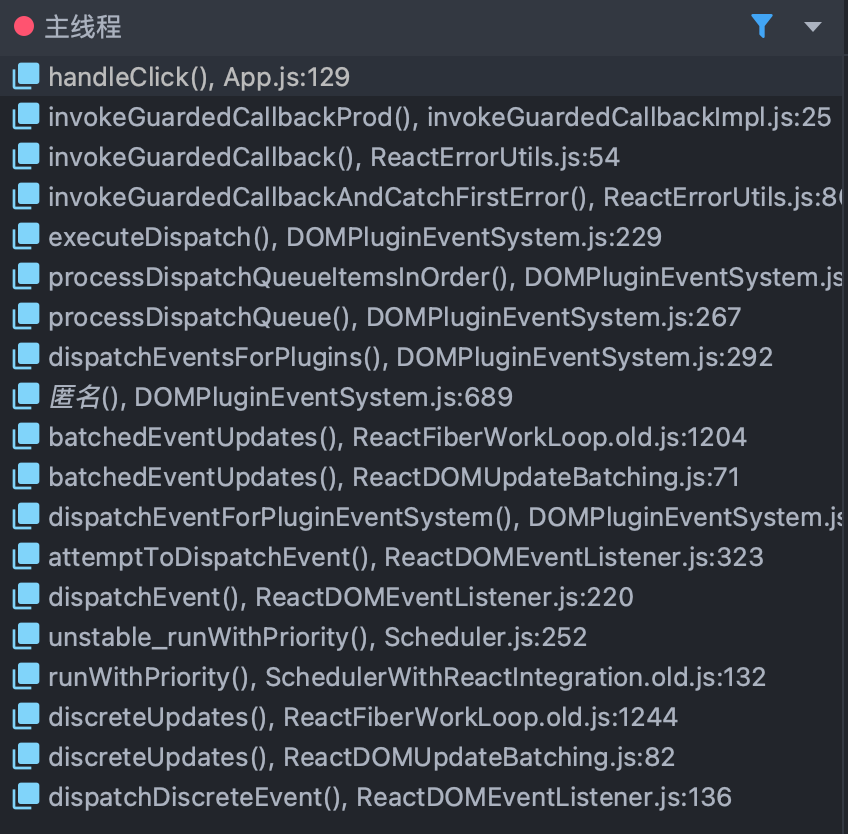 主线程
handleClick(), App.js:129
invokeGuardedCallbackProd(), invokeGuardedCallbackImpl.js:25
invokeGuardedCallback(), ReactErrorUtils.js:54
invokeGuardedCallbackAndCatchFirstError(), ReactErrorUtils.js:8
executeDispatch(), DOMPluginEventSystem.js:229
processDispatchQueueItemsInOrder(), DOMPluginEventSystem.js
processDispatchQueue(), DOMPluginEventSystem.js:267
dispatchEventsForPlugins(), DOMPluginEventSystem.js:292
匿名(), DOMPluginEventSystem.js:689
batchedEventUpdates(), ReactFiberWorkLoop.old.js:1204
batchedEventUpdates(), ReactDOMUpdateBatching.js:71
dispatchEventForPluginEventSystem(), DOMPluginEventSystem.js
attemptToDispatchEvent(), ReactDOMEventListener.js:323
dispatchEvent(), ReactDOMEventListener.js:220
unstable_runWithPriority(), Scheduler.js:252
runWithPriority(), SchedulerWithReactIntegration.old.js:132
discreteUpdates(), ReactFiberWorkLoop.old.js:1244
discreteUpdates(), ReactDOMUpdateBatching.js:82
dispatchDiscreteEvent(), ReactDOMEventListener.js:136